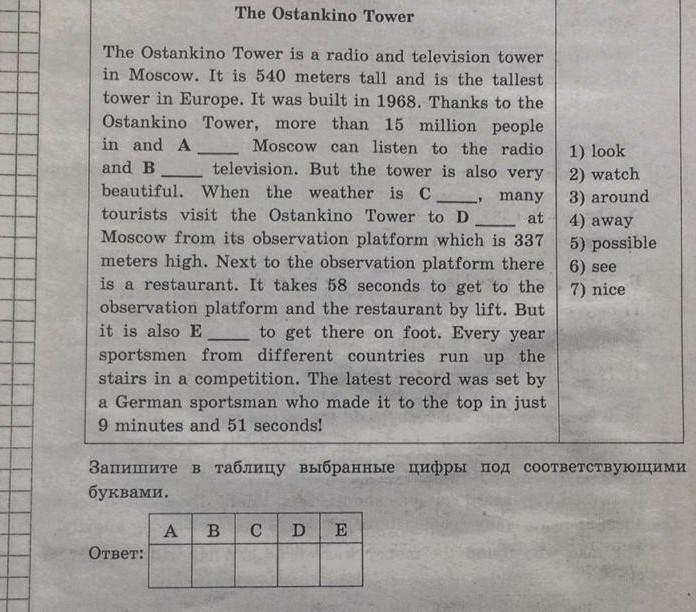 The Ostankino Tower
The Ostankino Tower is a radio and television tower
in Moscow. It is 540 meters tall and is the tallest
tower in Europe. It was built in 1968. Thanks to the
Ostankino Tower, more than 15 million people
in and A ____ Moscow can listen to the radio
and B ____ television. But the tower is also very
beautiful. When the weather is C ____, many
tourists visit the Ostankino Tower to D ____ at
Moscow from its observation platform which is 337
meters high. Next to the observation platform there
is a restaurant. It takes 58 seconds to get to the
observation platform and the restaurant by lift. But
it is also E ____ to get there on foot. Every year
sportsmen from different countries run up the
stairs in a competition. The latest record was set by
a German sportsman who made it to the top in just
9 minutes and 51 seconds!
1) look
2) watch
3) around
4) away
5) possible
6) see
7) nice
Запишите в таблицу выбранные цифры под соответствующими
буквами.
A B C D E
Ответ: